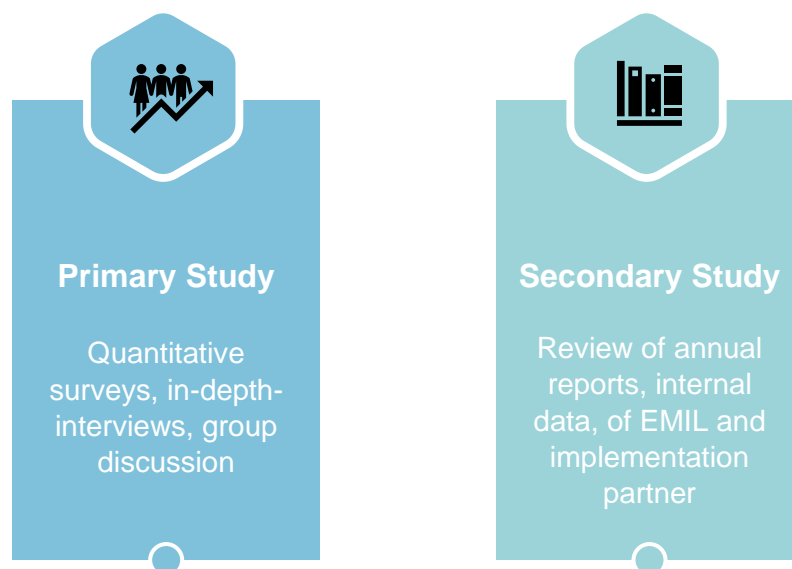 Primary Study
Quantitative
surveys, in-depth-
interviews, group
discussion
Secondary Study
Review of annual
reports, internal
data, of EMIL and
implementation
partner